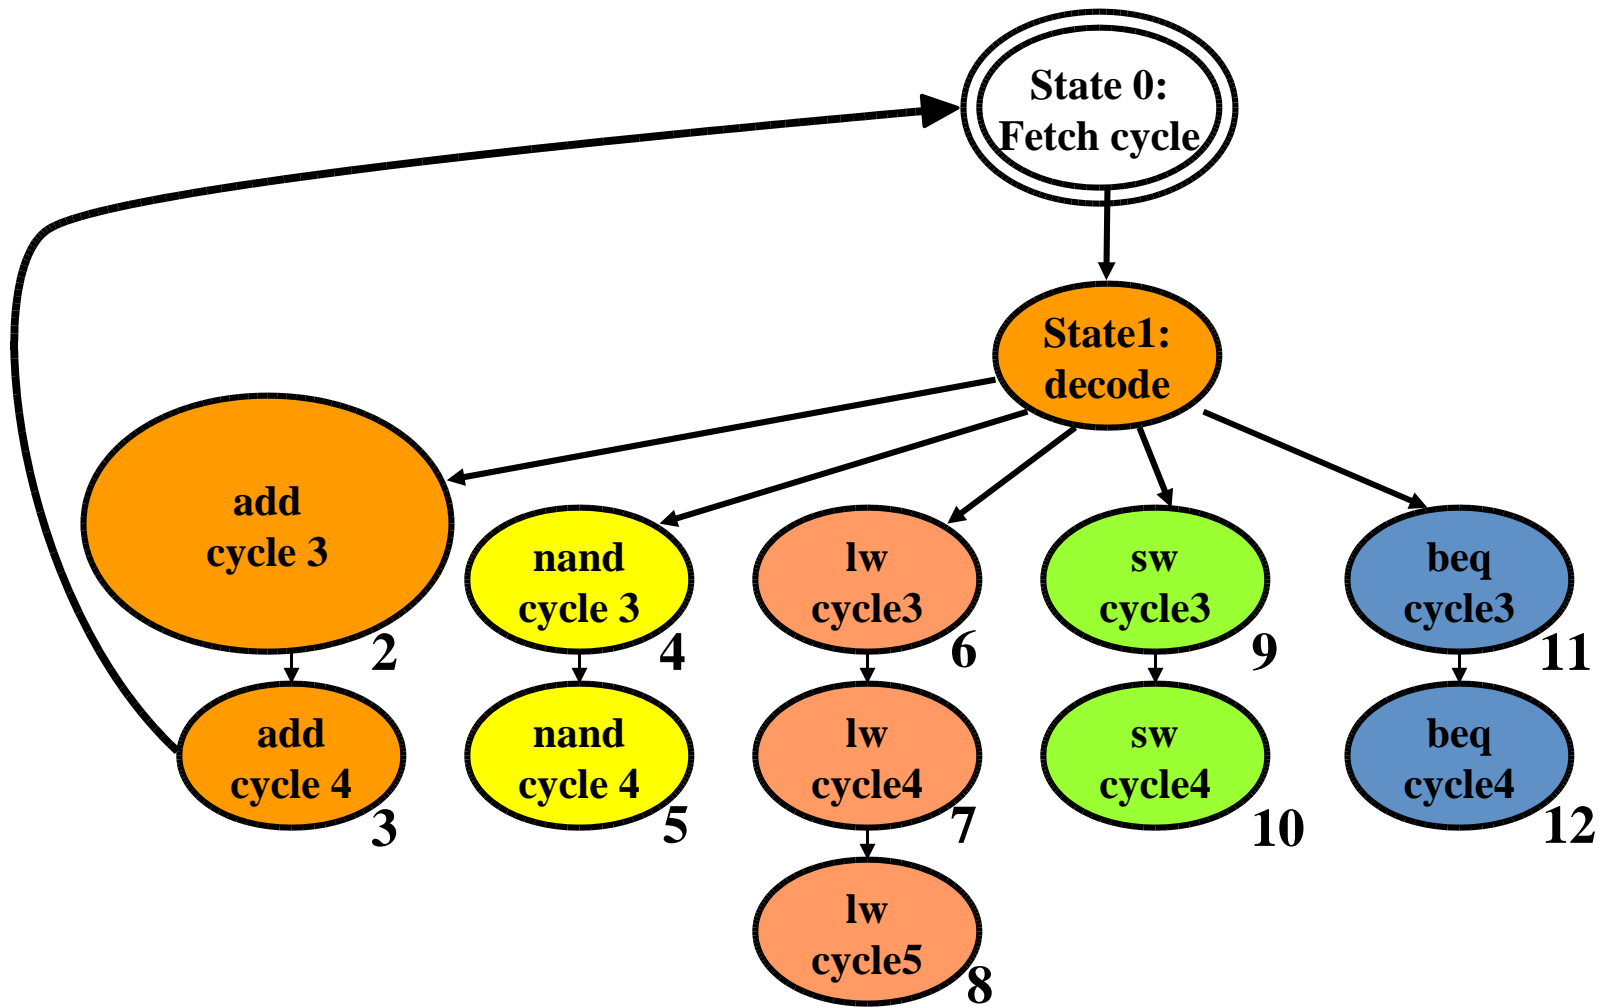 State 0:
Fetch cycle
State1:
decode
add
cycle 3
2
nand
cycle 3
4
lw
cycle3
6
sw
cycle3
9
beq
cycle3
11
add
cycle 4
3
nand
cycle 4
5
lw
cycle4
7
sw
cycle4
10
beq
cycle4
12
lw
cycle5
8